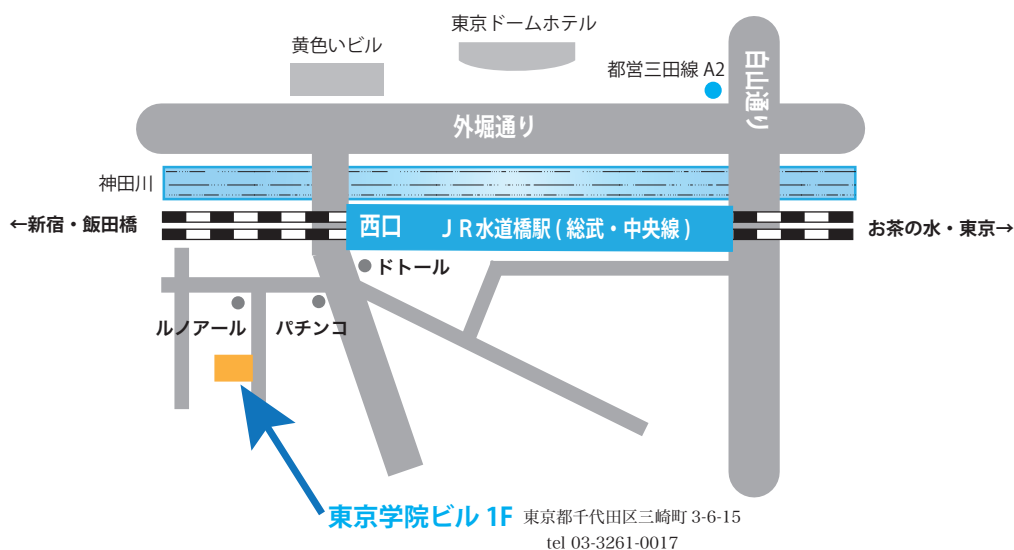 東京ドームホテル
黄色いビル
都営三田線 A2
白山通り
外堀通り
神田川
←新宿・飯田橋
西口
ＪＲ水道橋駅 ( 総武・中央線 )
お茶の水・東京→
ドトール
ルノアール
パチンコ
東京学院ビル 1F
東京都千代田区三崎町 3-6-15
tel 03-3261-0017